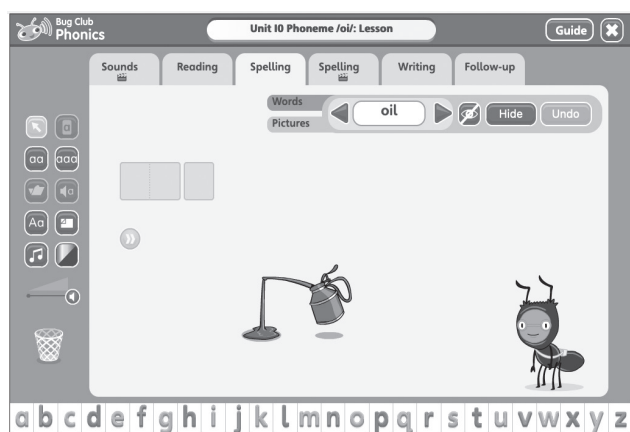 Bug Club
Phonics
Unit 10 Phoneme /oi/: Lesson
Guide
Sounds
Reading
Spelling
Spelling
Writing
Follow-up
Words
Pictures
oil
Hide
Undo
a
aa
aaa
a
Aa
a b c d e f g h i j k l m n o p q r s t u v w x y z